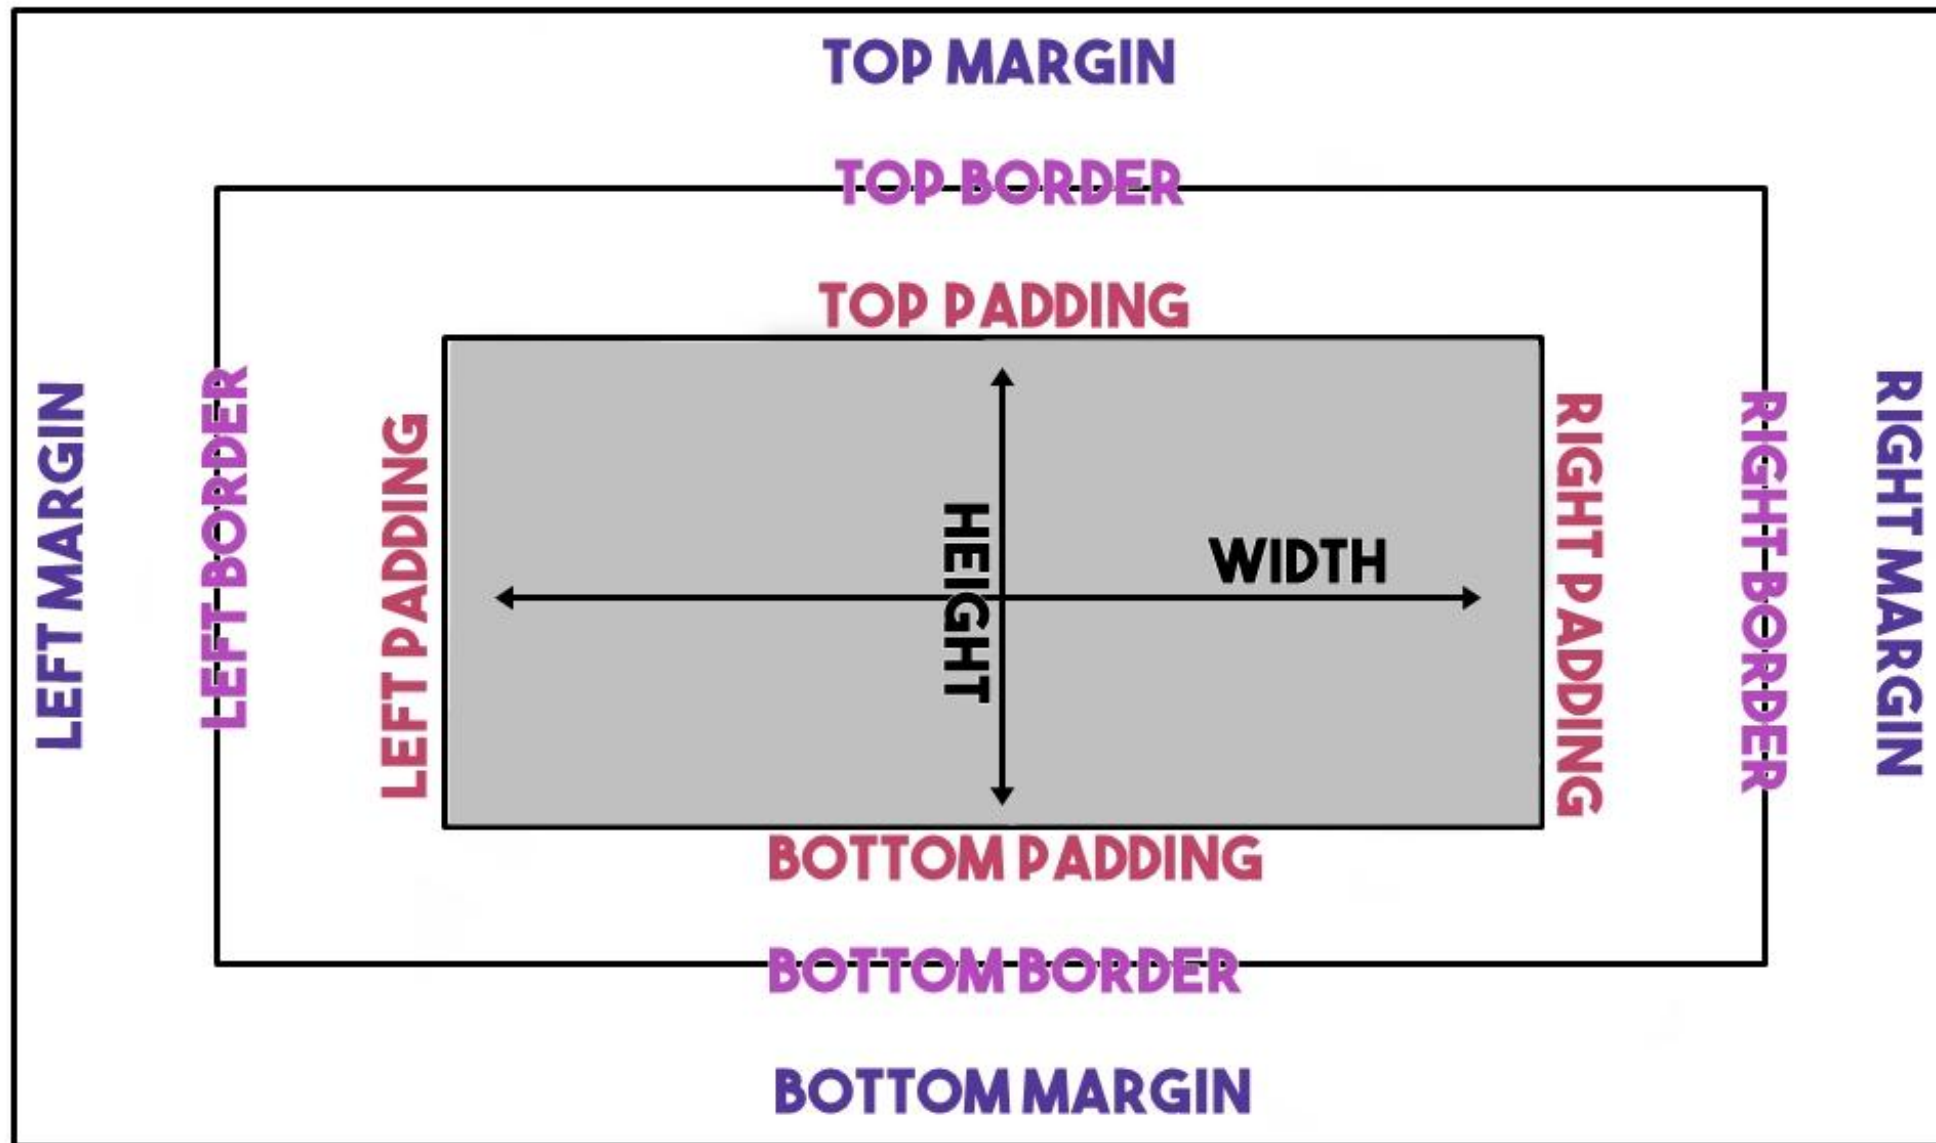 TOP MARGIN
TOP BORDER
TOP PADDING
LEFT MARGIN
LEFT BORDER
LEFT PADDING
HEIGHT
WIDTH
RIGHT PADDING
RIGHT BORDER
RIGHT MARGIN
BOTTOM PADDING
BOTTOM BORDER
BOTTOM MARGIN